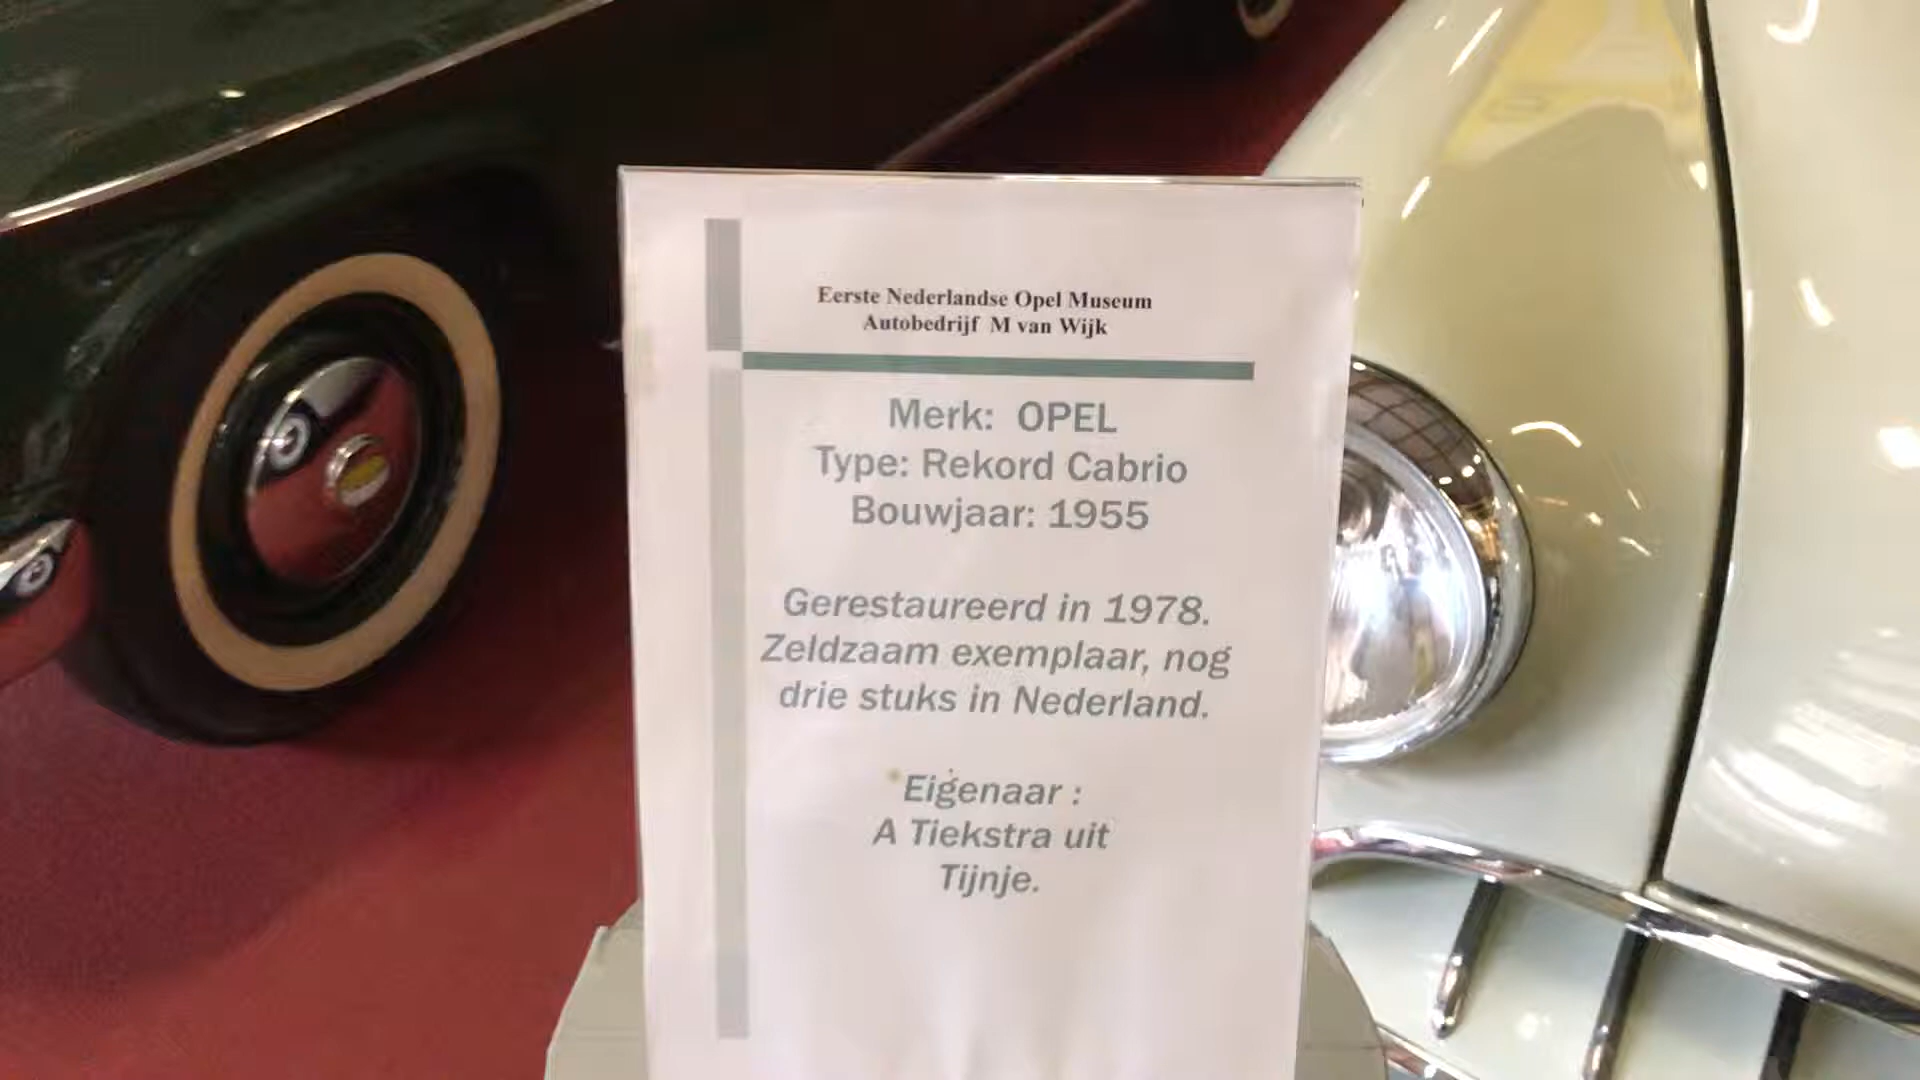 Eerste Nederlandse Opel Museum
Autobedrijf M van Wijk
Merk: OPEL
Type: Rekord Cabrio
Bouwjaar: 1955
Gerestaureerd in 1978.
Zeldzaam exemplaar, nog
drie stuks in Nederland.
Eigenaar :
A Tiekstra uit
Tijnje.